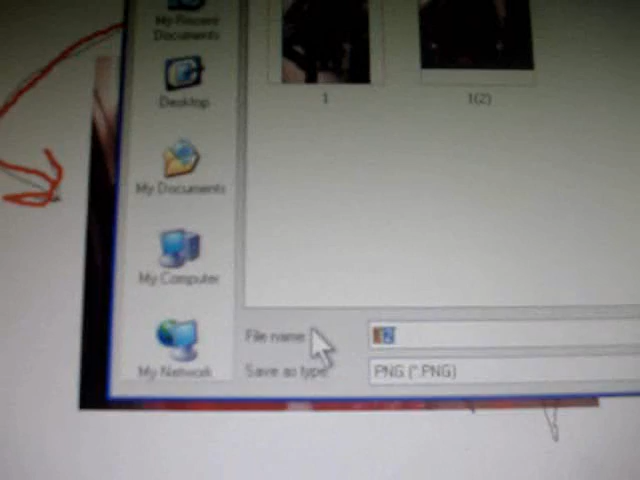 My Recent
Documents
Desktop
My Documents
My Computer
My Network
1
1(2)
File name:
Save as type:
PNG (*.PNG)